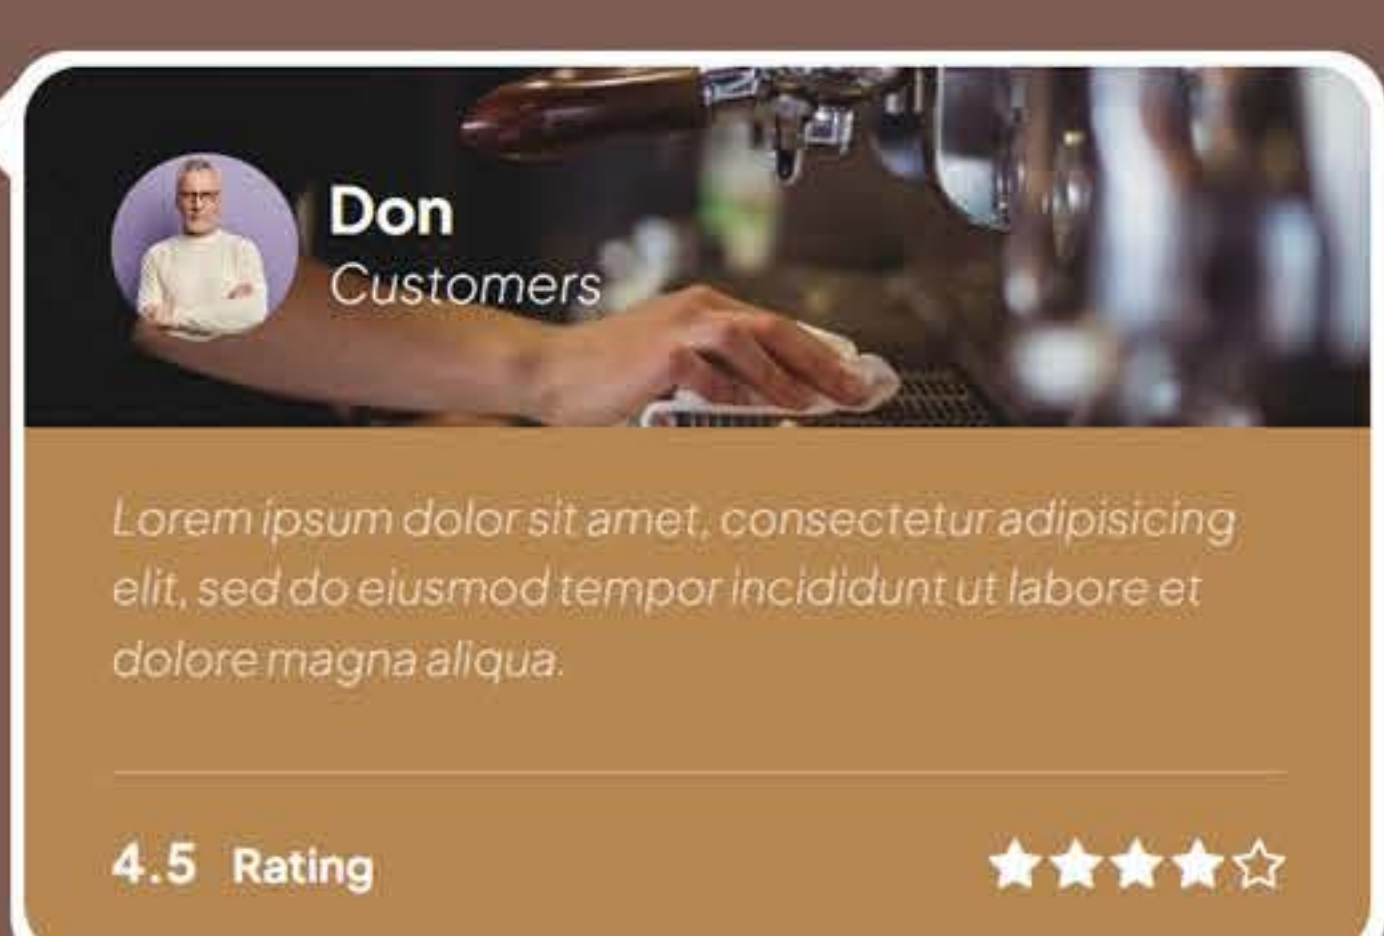 Don
Customers
Lorem ipsum dolor sit amet, consectetur adipisicing
elit, sed do eiusmod tempor incididunt ut labore et
dolore magna aliqua.
4.5 Rating